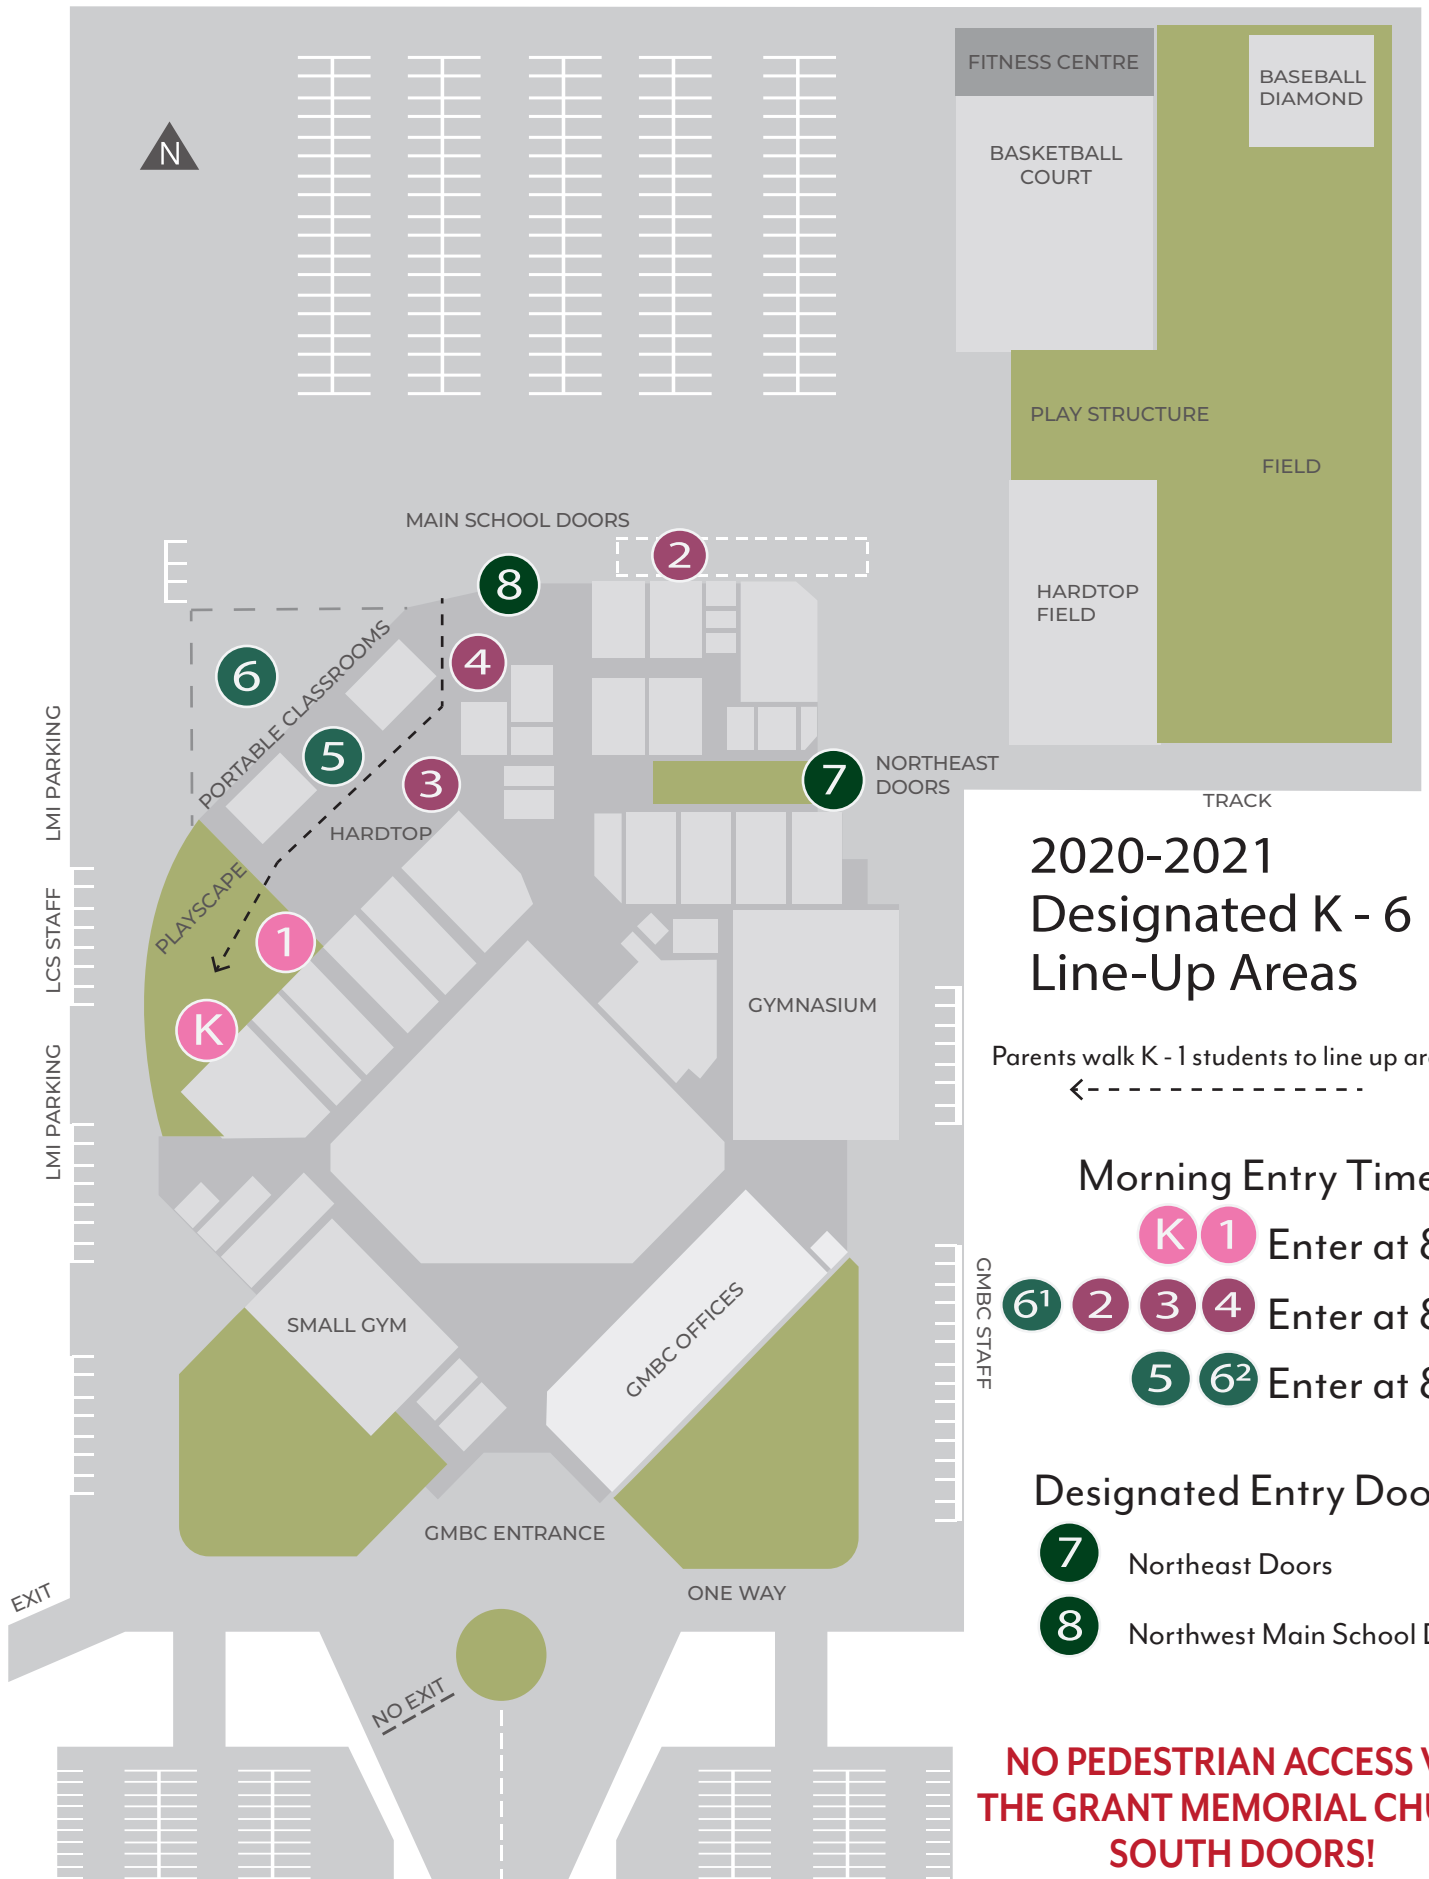 FITNESS CENTRE
BASEBALL
DIAMOND
N
BASKETBALL
COURT
PLAY STRUCTURE
FIELD
MAIN SCHOOL DOORS
2
8
HARDTOP
FIELD
4
6
PORTABLE CLASSROOMS
5
3
LMI PARKING
NORTHEAST
DOORS
7
TRACK
HARDTOP
PLAYSCAPE
LCS STAFF
1
K
LMI PARKING
GYMNASIUM
2020-2021
Designated K - 6
Line-Up Areas
Parents walk K - 1 students to line up
Morning Entry
K 1 Enter at
6¹ 2 3 4 Enter at
5 6² Enter at
GMBC STAFF
SMALL GYM
GMBC OFFICES
Designated Entry
7 Northeast Doors
8 Northwest Main School
GMBC ENTRANCE
ONE WAY
EXIT
NO EXIT
NO PEDESTRIAN ACCESS
THE GRANT MEMORIAL
SOUTH DOORS!